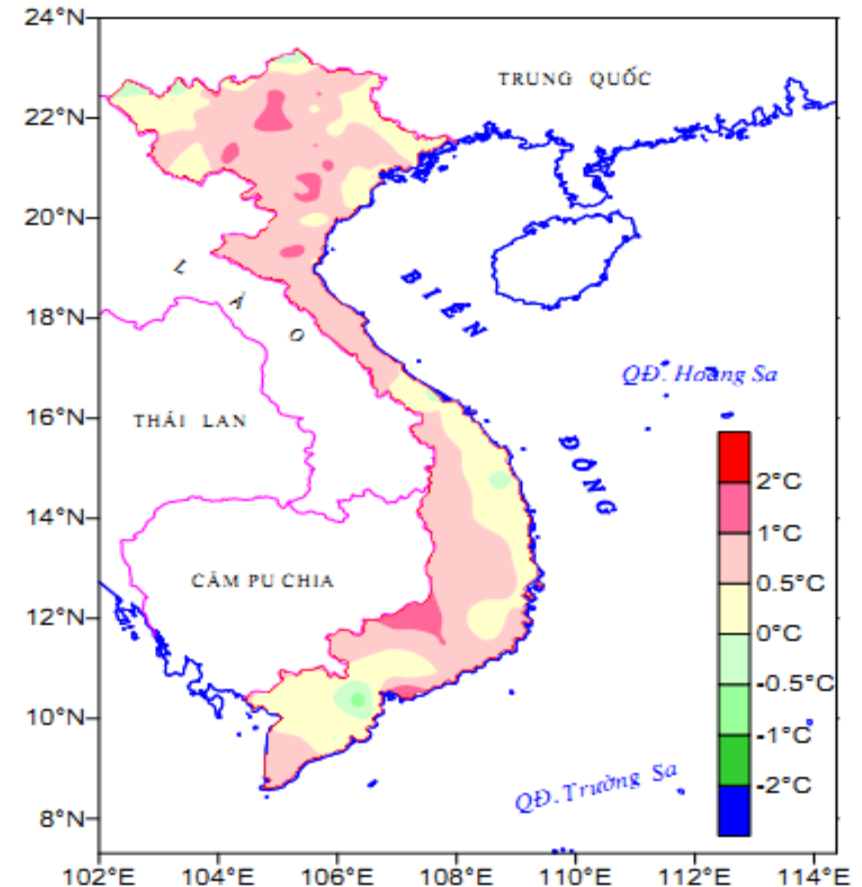 24°N
TRUNG QUỐC
22°N
20°N
LÀO
BIỂN
18°N
QĐ. Hoàng Sa
16°N
THÁI LAN
ĐÔNG
2°C
14°N
1°C
CĂM PU CHIA
0.5°C
12°N
0°C
-0.5°C
10°N
-1°C
-2°C
QĐ. Trường Sa
8°N
102°E 104°E 106°E 108°E 110°E 112°E 114°E